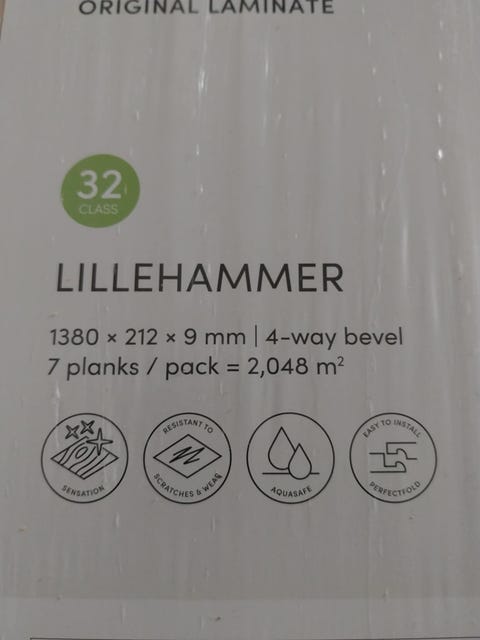 ORIGINAL LAMINATE
32
CLASS
LILLEHAMMER
1380 × 212 × 9 mm | 4-way bevel
7 planks / pack = 2,048 m²
SENSATION
RESISTANT TO
SCRATCHES & WEAR
AQUASAFE
EASY TO INSTALL
PERFECTFOLD